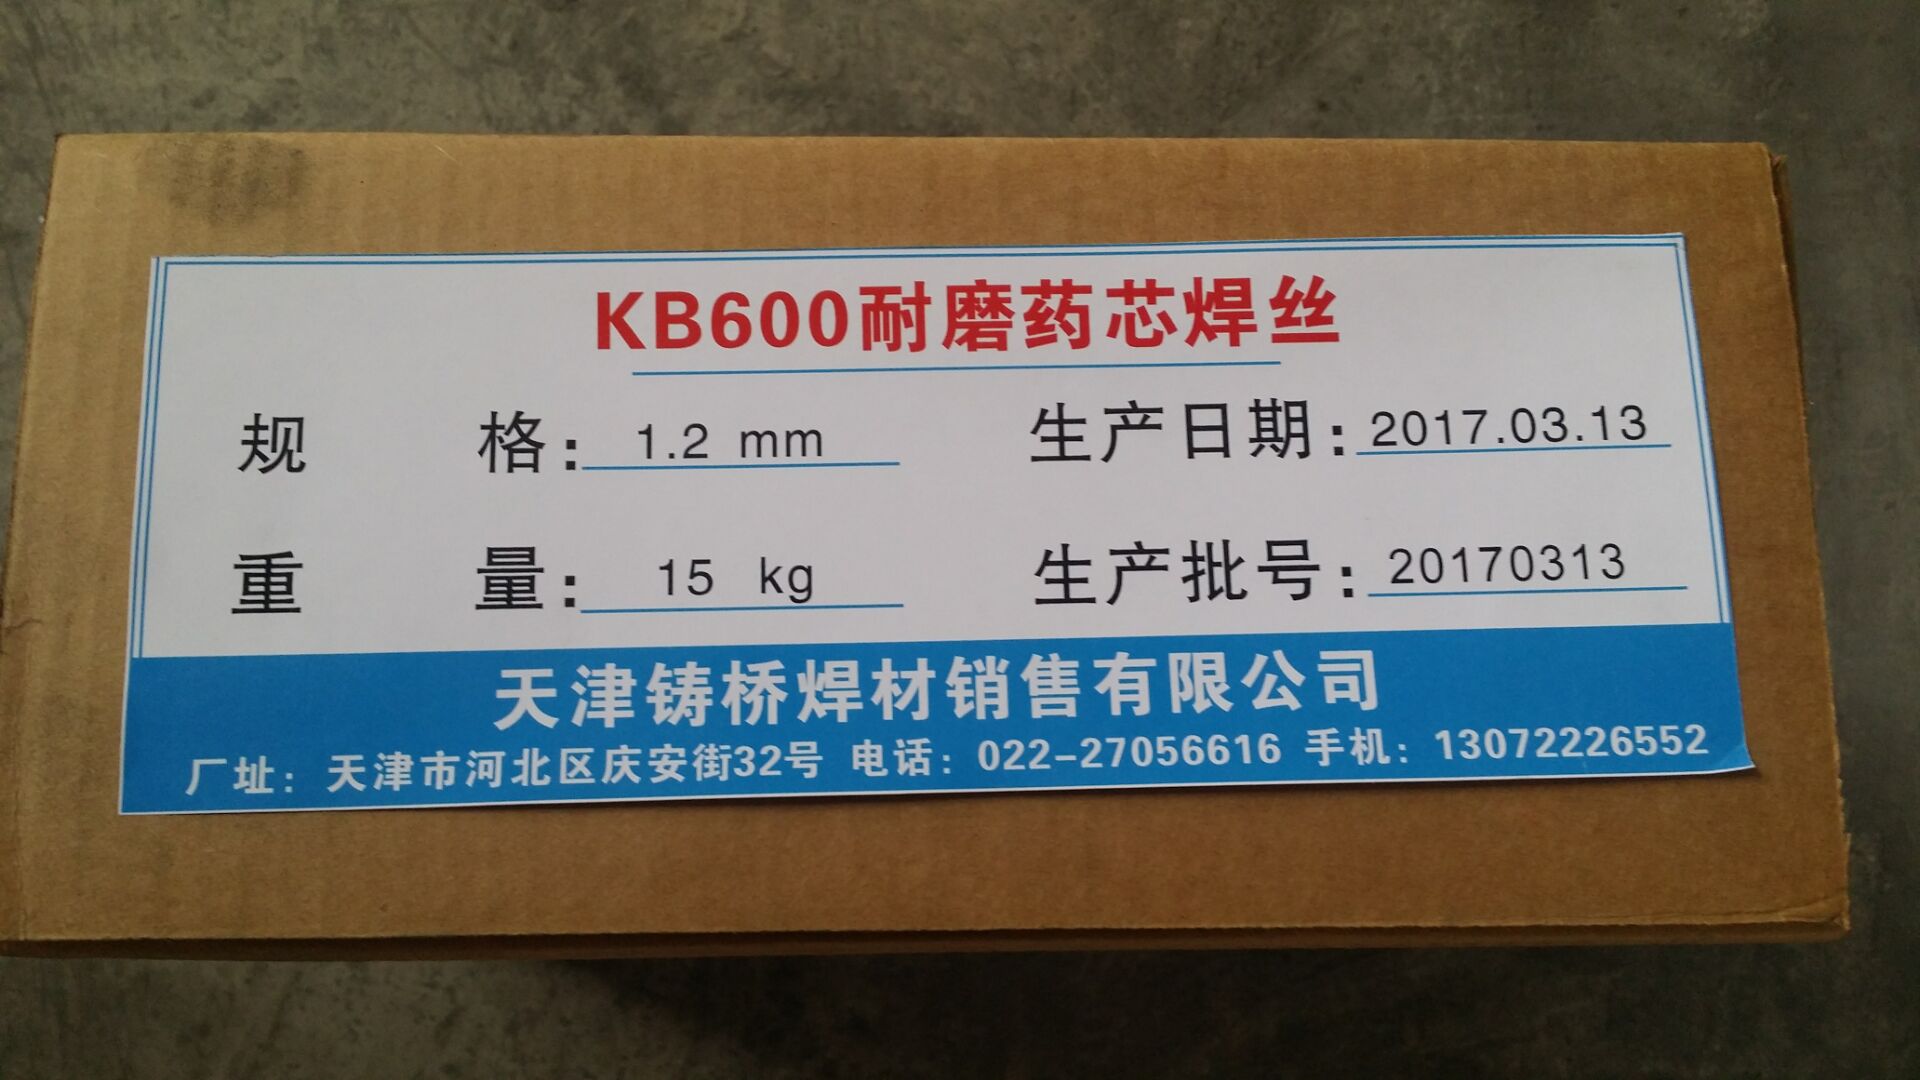 KB600耐磨药芯焊丝
规 格: 1.2 mm 生产日期: 2017.03.13
重 量: 15 kg 生产批号: 20170313
天津铸桥焊材销售有限公司
厂址: 天津市河北区庆安街32号 电话: 022-27056616 手机: 13072226552